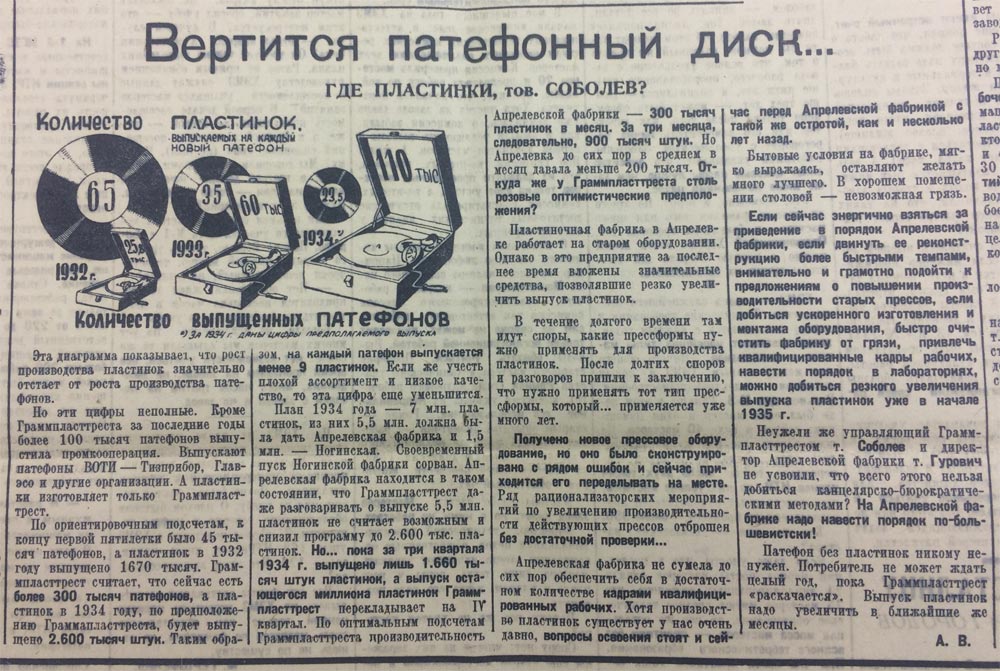 Вертится патефонный диск...
ГДЕ ПЛАСТИНКИ, тов. СОБОЛЕВ?
Количество ПЛАСТИНОК,
ВЫПУСКАЕМЫХ НА КАЖДЫЙ
НОВЫЙ ПАТЕФОН
65
35
23,5
25,8
ТЫС
60 ТЫС
110 ТЫС
1932 г.
1933 г.
1934 г.*)
Количество ВЫПУЩЕННЫХ ПАТЕФОНОВ
*) ЗА 1934 г. ДАНЫ ЦИФРЫ ПРЕДПОЛАГАЕМОГО ВЫПУСКА
Эта диаграмма показывает, что рост
производства пластинок значительно
отстает от роста производства пате-
фонов.
Но эти цифры неполные. Кроме
Граммпласттреста за последние годы
более 100 тысяч патефонов выпу-
стила промкооперация. Выпускают
патефоны ВОТИ — Тизприбор, Глав-
эсо и другие организации. А пластин-
ки изготовляет только Граммпласт-
трест.
По ориентировочным подсчетам, к
концу первой пятилетки было 45 ты-
сяч патефонов, а пластинок в 1932
году выпущено 1670 тысяч. Грам-
мпласттрест считает, что сейчас есть
более 300 тысяч патефонов, а пла-
стинок в 1934 году, по предположе-
нию Граммпласттреста, будет выпу-
щено 2.600 тысяч штук. Таким обра-
зом, на каждый патефон выпускается
менее 9 пластинок. Если же учесть
плохой ассортимент и низкое каче-
ство, то эта цифра еще уменьшится.
План 1934 года — 7 млн. пла-
стинок, из них 5,5 млн. должна бы-
ла дать Апрелевская фабрика и 1,5
млн. — Ногинская. Своевременный
пуск Ногинской фабрики сорван. Ап-
релевская фабрика находится в таком
состоянии, что Граммпласттрест да-
же разговаривать о выпуске 5,5 млн.
пластинок не считает возможным и
снизил программу до 2.600 тыс. пла-
стинок. Но... пока за три квартала
1934 г. выпущено лишь 1.660 ты-
сяч штук пластинок, а выпуск оста-
ющегося миллиона пластинок Грамм-
пласттрест перекладывает на IV
квартал. По оптимальным подсчетам
Граммпласттреста производительность
Апрелевской фабрики — 300 тысяч
пластинок в месяц. За три месяца,
следовательно, 900 тысяч штук. Но
Апрелевка до сих пор в среднем в
месяц давала меньше 200 тысяч. От-
куда же у Граммпласттреста столь
розовые оптимистические предполо-
жения?
Пластиночная фабрика в Апрелев-
ке работает на старом оборудовании.
Однако в это предприятие за послед-
нее время вложены значительные
средства, позволявшие резко увели-
чить выпуск пластинок.
В течение долгого времени там
идут споры, какие прессформы ну-
жно применять для производства
пластинок. После долгих споров
и разговоров пришли к заключению,
что нужно применять тот тип прес-
сформы, который... применяется уже
много лет.
Получено новое прессовое обору-
дование, но оно было сконструиро-
вано с рядом ошибок и сейчас при-
ходится его переделывать на месте.
Ряд рационализаторских мероприя-
тий по увеличению производительно-
сти действующих прессов отброшен
без достаточной проверки...
Апрелевская фабрика не сумела до
сих пор обеспечить себя в достаточ-
ном количестве кадрами квалифици-
рованных рабочих. Хотя производст-
во пластинок существует у нас очень
давно, вопросы освоения стоят и сей-
час перед Апрелевской фабрикой с
такой же остротой, как и несколько
лет назад.
Бытовые условия на фабрике, мяг-
ко выражаясь, оставляют желать
много лучшего. В хорошем помеще-
нии столовой — невозможная грязь.
Если сейчас энергично взяться за
приведение в порядок Апрелевской
фабрики, если двинуть ее реконст-
рукцию более быстрыми темпами,
внимательно и грамотно подойти к
предложениям о повышении произ-
водительности старых прессов, если
добиться ускоренного изготовления и
монтажа оборудования, быстро очи-
стить фабрику от грязи, привлечь
квалифицированные кадры рабочих,
навести порядок в лабораториях,
можно добиться резкого увеличения
выпуска пластинок уже в начале
1935 г.
Неужели же управляющий Грамм-
пласттрестом т. Соболев и дирек-
тор Апрелевской фабрики т. Гурович
не усвоили, что всего этого нельзя
добиться канцелярско-бюрократиче-
скими методами? На Апрелевской фа-
брике надо навести порядок по-боль-
шевистски!
Патефон без пластинок никому не-
нужен. Потребитель не может ждать
целый год, пока Граммпласттрест
«раскачается». Выпуск пластинок
надо увеличить в ближайшие же
месяцы.
А. В.